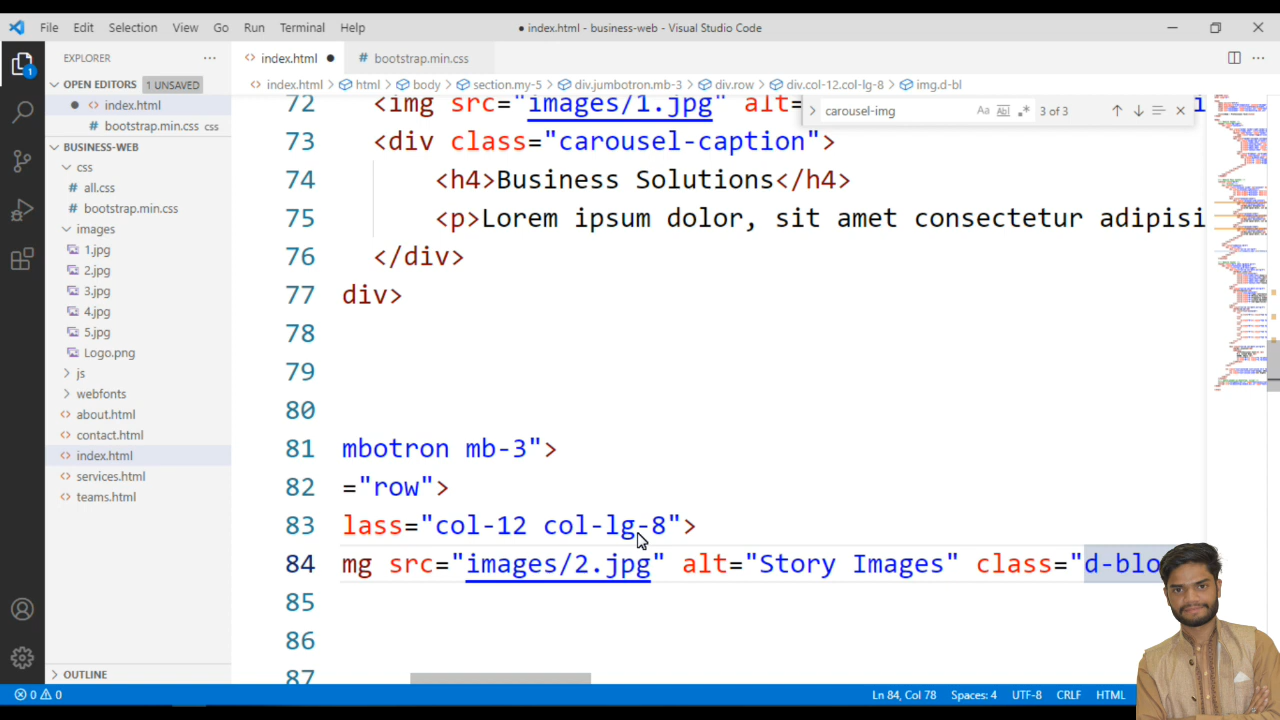 File Edit Selection View Go Run Terminal Help
● index.html - business-web - Visual Studio Code
EXPLORER
OPEN EDITORS 1 UNSAVED
index.html
bootstrap.min.css css
BUSINESS-WEB
css
all.css
bootstrap.min.css
images
1.jpg
2.jpg
3.jpg
4.jpg
5.jpg
Logo.png
js
webfonts
about.html
contact.html
index.html
services.html
teams.html
OUTLINE
1
index.html bootstrap.min.css
index.html html body section.my-5 div.jumbotron.mb-3 div.row div.col-12.col-lg-8 img.d-bl
carousel-img Aa Abl .* 3 of 3
72 <img src="images/1.jpg" alt=
73 <div class="carousel-caption">
74 <h4>Business Solutions</h4>
75 <p>Lorem ipsum dolor, sit amet consectetur adipisi
76 </div>
77 div>
78
79
80
81 mbotron mb-3">
82 ="row">
83 lass="col-12 col-lg-8">
84 mg src="images/2.jpg" alt="Story Images" class="d-blo
85
86
87
0 0 Ln 84, Col 78 Spaces: 4 UTF-8 CRLF HTML